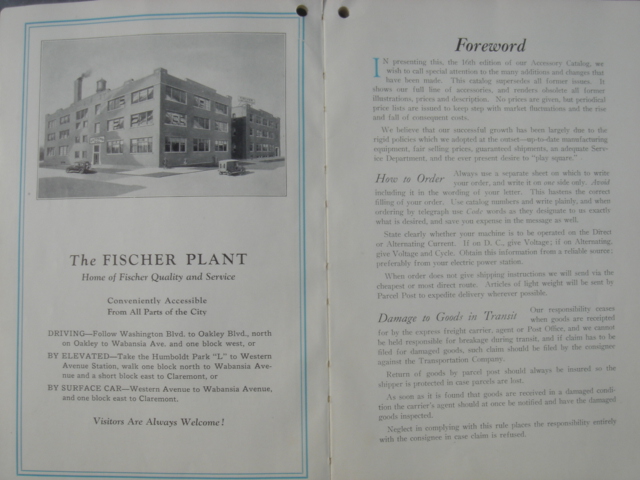 The FISCHER PLANT
Home of Fischer Quality and Service
Conveniently Accessible
From All Parts of the City
DRIVING—Follow Washington Blvd. to Oakley Blvd., north
on Oakley to Wabansia Ave. and one block west, or
BY ELEVATED—Take the Humboldt Park "L" to Western
Avenue Station, walk one block north to Wabansia Ave-
nue and a short block east to Claremont, or
BY SURFACE CAR—Western Avenue to Wabansia Avenue,
and one block east to Claremont.
Visitors Are Always Welcome!
Foreword
IN presenting this, the 16th edition of our Accessory Catalog, we
wish to call special attention to the many additions and changes that
have been made. This catalog supersedes all former issues. It
shows our full line of accessories, and renders obsolete all former
illustrations, prices and description. No prices are given, but periodical
price lists are issued to keep step with market fluctuations and the rise
and fall of consequent costs.
We believe that our successful growth has been largely due to the
rigid policies which we adopted at the outset—up-to-date manufacturing
equipment, fair selling prices, guaranteed shipments, an adequate Serv-
ice Department, and the ever present desire to "play square."
How to Order Always use a separate sheet on which to write
your order, and write it on one side only. Avoid
including it in the wording of your letter. This hastens the correct
filling of your order. Use catalog numbers and write plainly, and when
ordering by telegraph use Code words as they designate to us exactly
what is desired, and save you expense in the message as well.
State clearly whether your machine is to be operated on the Direct
or Alternating Current. If on D. C., give Voltage; if on Alternating,
give Voltage and Cycle. Obtain this information from a reliable source;
preferably from your electric power station.
When order does not give shipping instructions we will send via the
cheapest or most direct route. Articles of light weight will be sent by
Parcel Post to expedite delivery wherever possible.
Damage to Goods in Transit Our responsibility ceases
when goods are receipted
for by the express freight carrier, agent or Post Office, and we cannot
be held responsible for breakage during transit, and if claim has to be
filed for damaged goods, such claim should be filed by the consignee
against the Transportation Company.
Return of goods by parcel post should always be insured so the
shipper is protected in case parcels are lost.
As soon as it is found that goods are received in a damaged condi-
tion the carrier's agent should at once be notified and have the damaged
goods inspected.
Neglect in complying with this rule places the responsibility entirely
with the consignee in case claim is refused.